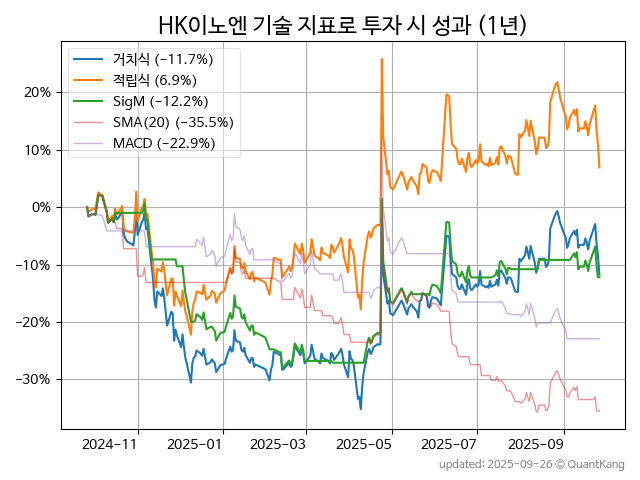 HK이노엔 기술 지표로 투자 시 성과 (1년)
거치식 (−11.7%)
적립식 (6.9%)
SigM (−12.2%)
SMA(20) (−35.5%)
MACD (−22.9%)
20%
10%
0%
−10%
−20%
−30%
2024-11 2025-01 2025-03 2025-05 2025-07 2025-09
updated: 2025-09-26 © QuantKang